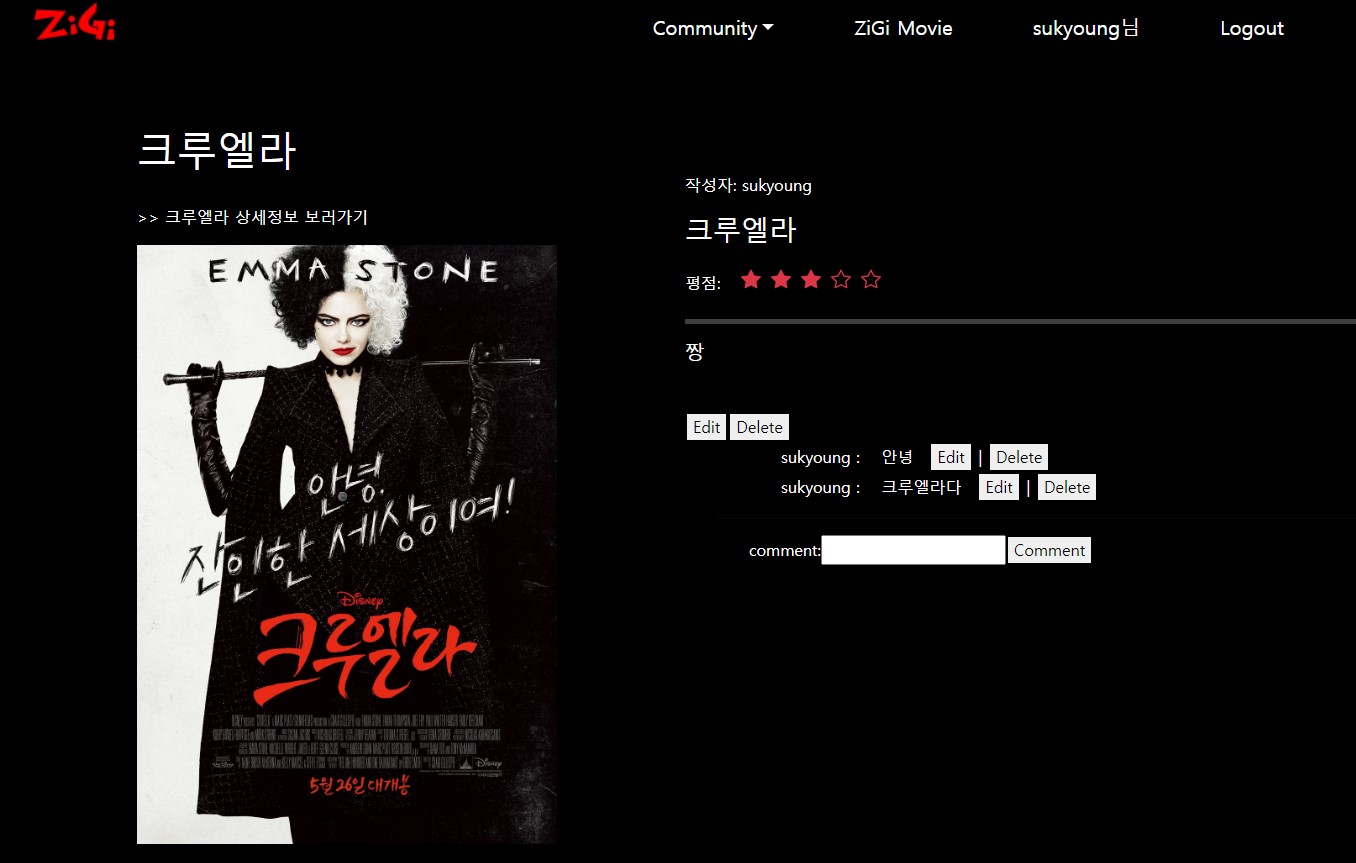 ZiGi
Community
ZiGi Movie
sukyoung님
Logout
크루엘라
>> 크루엘라 상세정보 보러가기
EMMA STONE
안녕,
잔인한 세상이여!
Disney
크루엘라
5월 26일 대개봉
작성자: sukyoung
크루엘라
평점:
짱
Edit Delete
sukyoung : 안녕 Edit | Delete
sukyoung : 크루엘라다 Edit | Delete
comment: Comment